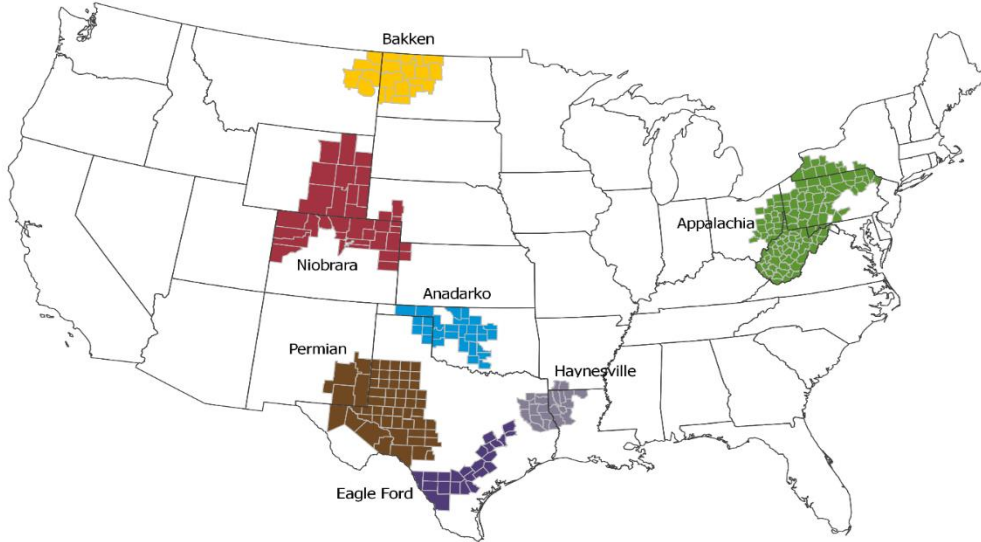 Bakken
Appalachia
Niobrara
Anadarko
Permian
Haynesville
Eagle Ford